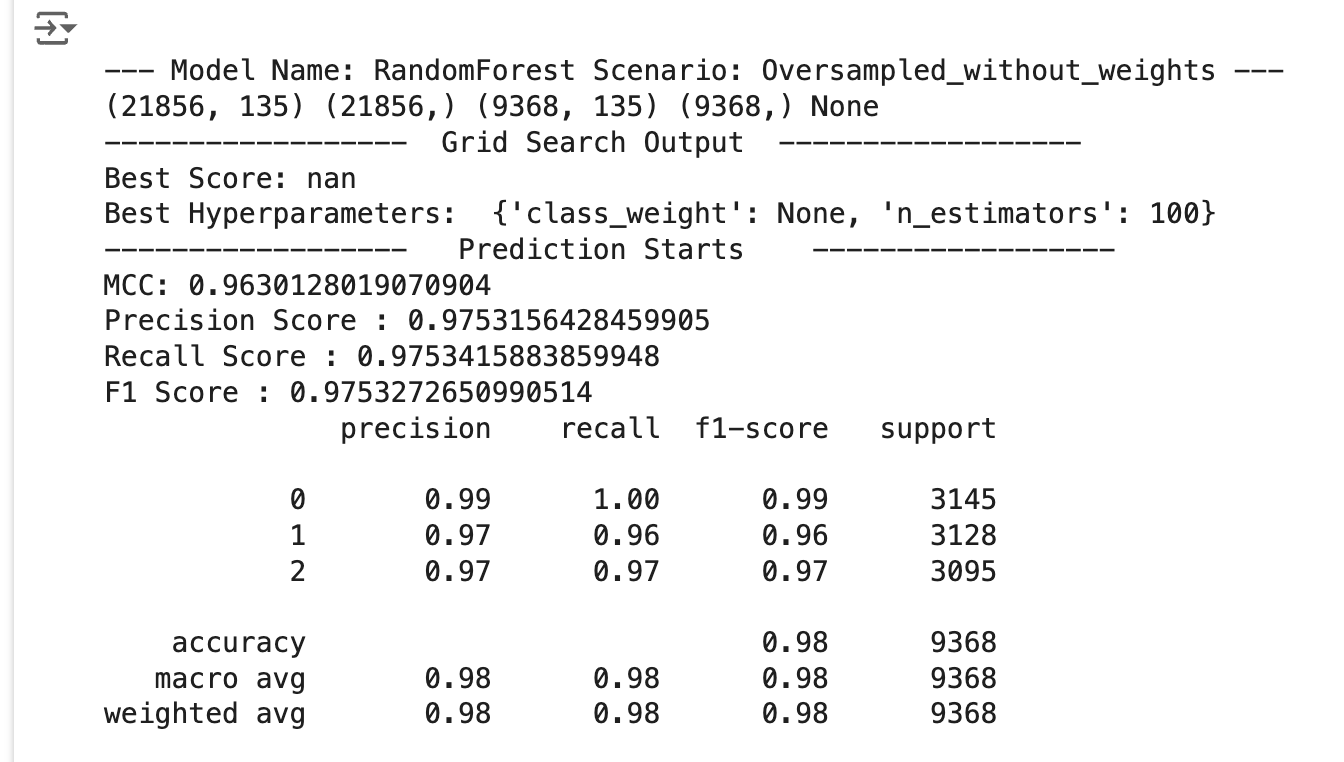 --- Model Name: RandomForest Scenario: Oversampled_without_weights ---
(21856, 135) (21856,) (9368, 135) (9368,) None
------------------  Grid Search Output  ------------------
Best Score: nan
Best Hyperparameters:  {'class_weight': None, 'n_estimators': 100}
------------------   Prediction Starts    ------------------
MCC: 0.9630128019070904
Precision Score : 0.9753156428459905
Recall Score : 0.9753415883859948
F1 Score : 0.9753272650990514
              precision    recall  f1-score   support
           0       0.99      1.00      0.99      3145
           1       0.97      0.96      0.96      3128
           2       0.97      0.97      0.97      3095
    accuracy                           0.98      9368
   macro avg       0.98      0.98      0.98      9368
weighted avg       0.98      0.98      0.98      9368